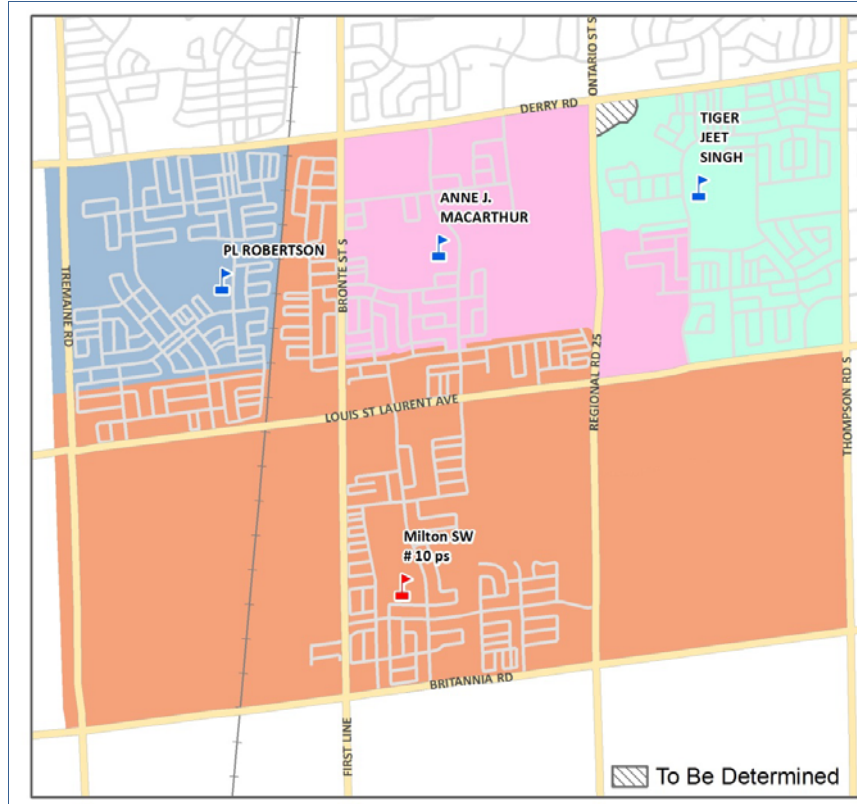 ONTARIO ST S
DERRY RD
TIGER
JEET
SINGH
ANNE J.
MACARTHUR
PL ROBERTSON
BRONTE ST S
TREMAINE RD
REGIONAL RD 25
THOMPSON RD S
LOUIS ST LAURENT AVE
Milton SW
# 10 ps
BRITANNIA RD
FIRST LINE
To Be Determined